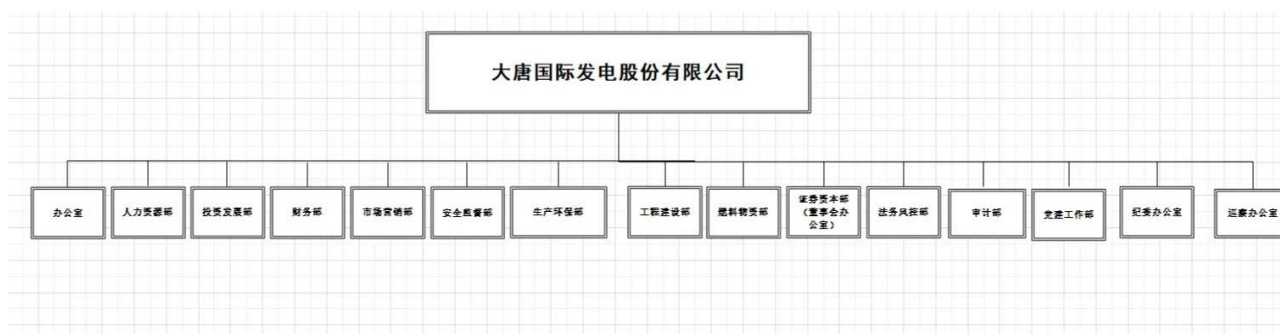 大唐国际发电股份有限公司
办公室
人力资源部
投资发展部
财务部
市场营销部
安全监督部
生产环保部
工程建设部
燃料物资部
证券资本部
（董事会办
公室）
法务风控部
审计部
党建工作部
纪委办公室
巡察办公室